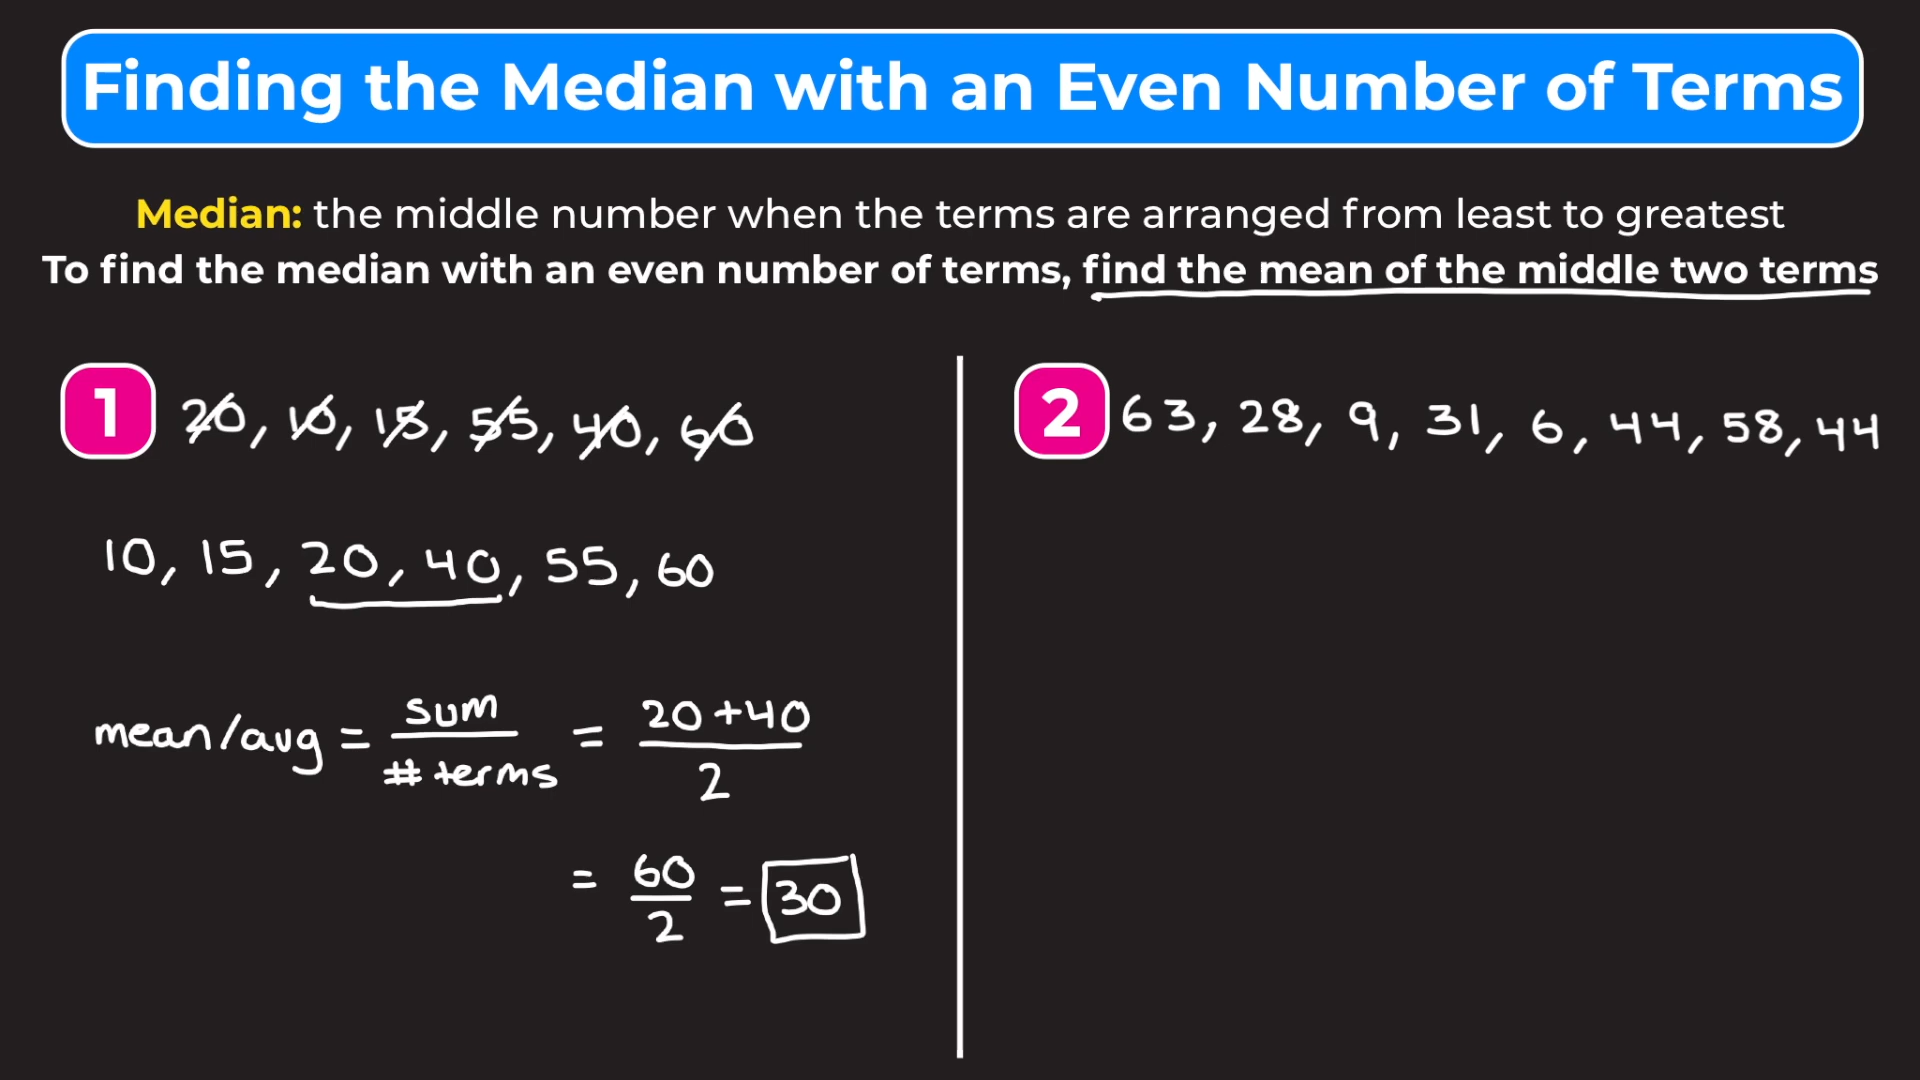 Finding the Median with an Even Number of Terms
Median: the middle number when the terms are arranged from least to greatest
To find the median with an even number of terms, find the mean of the middle two terms
1 20, 10, 15, 55, 40, 60
10, 15, 20, 40, 55, 60
mean/avg = sum / # terms = 20+40 / 2
= 60 / 2 = 30
2 63, 28, 9, 31, 6, 44, 58, 44